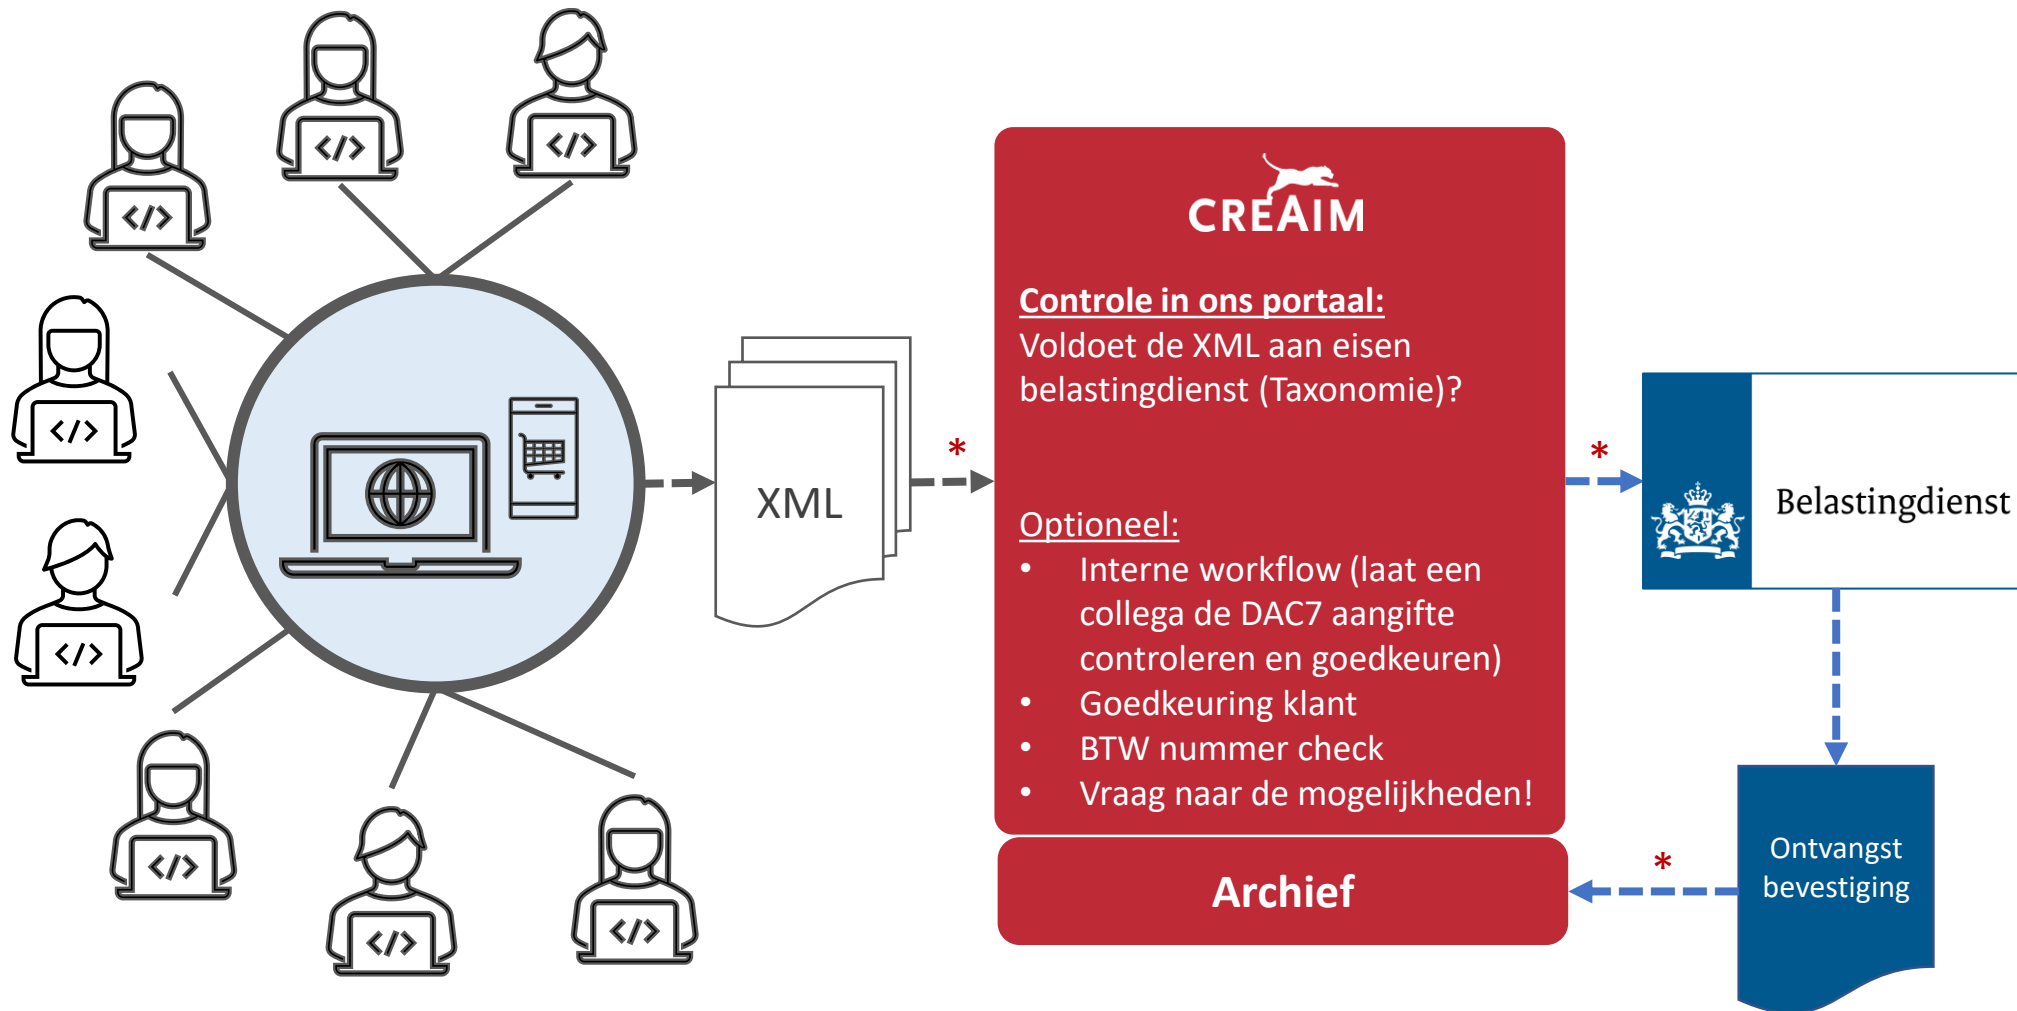 </>
</>
</>
</>
</>
</>
</>
</>
XML
*
CREAIM
Controle in ons portaal:
Voldoet de XML aan eisen
belastingdienst (Taxonomie)?
Optioneel:
• Interne workflow (laat een
collega de DAC7 aangifte
controleren en goedkeuren)
• Goedkeuring klant
• BTW nummer check
• Vraag naar de mogelijkheden!
Archief
*
Belastingdienst
Ontvangst
bevestiging
*